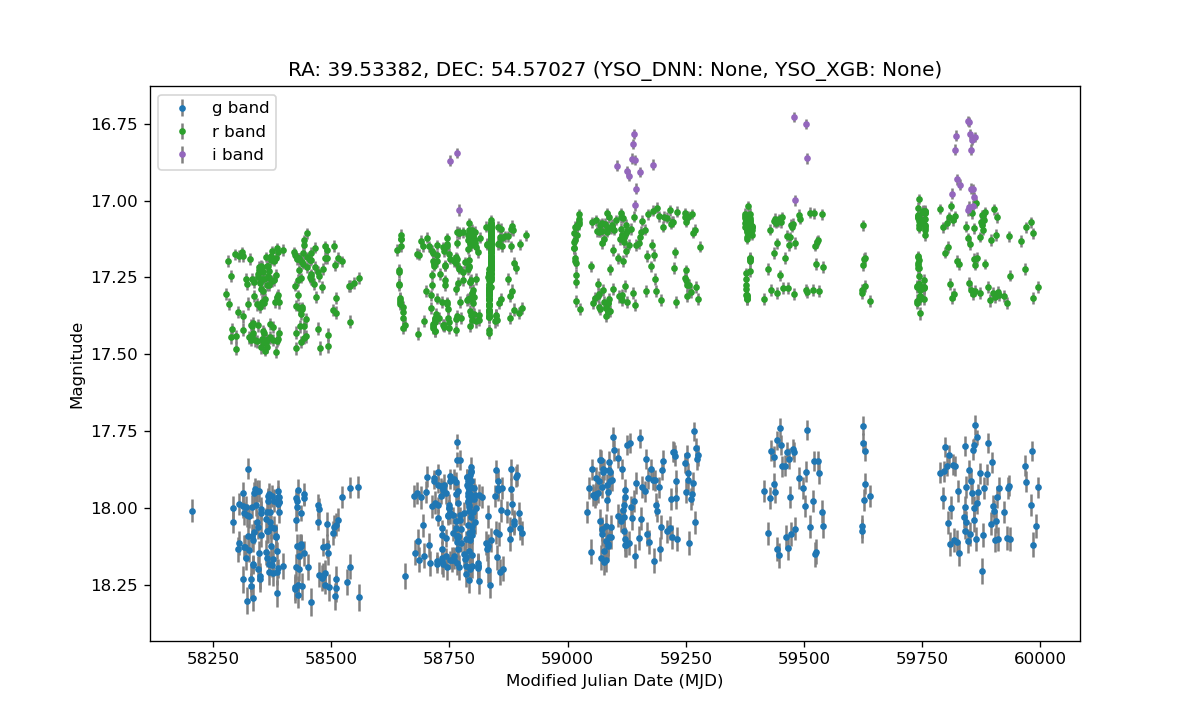 RA: 39.53382, DEC: 54.57027 (YSO_DNN: None, YSO_XGB: None)
g band
r band
i band
16.75
17.00
17.25
17.50
17.75
18.00
18.25
Magnitude
58250 58500 58750 59000 59250 59500 59750 60000
Modified Julian Date (MJD)